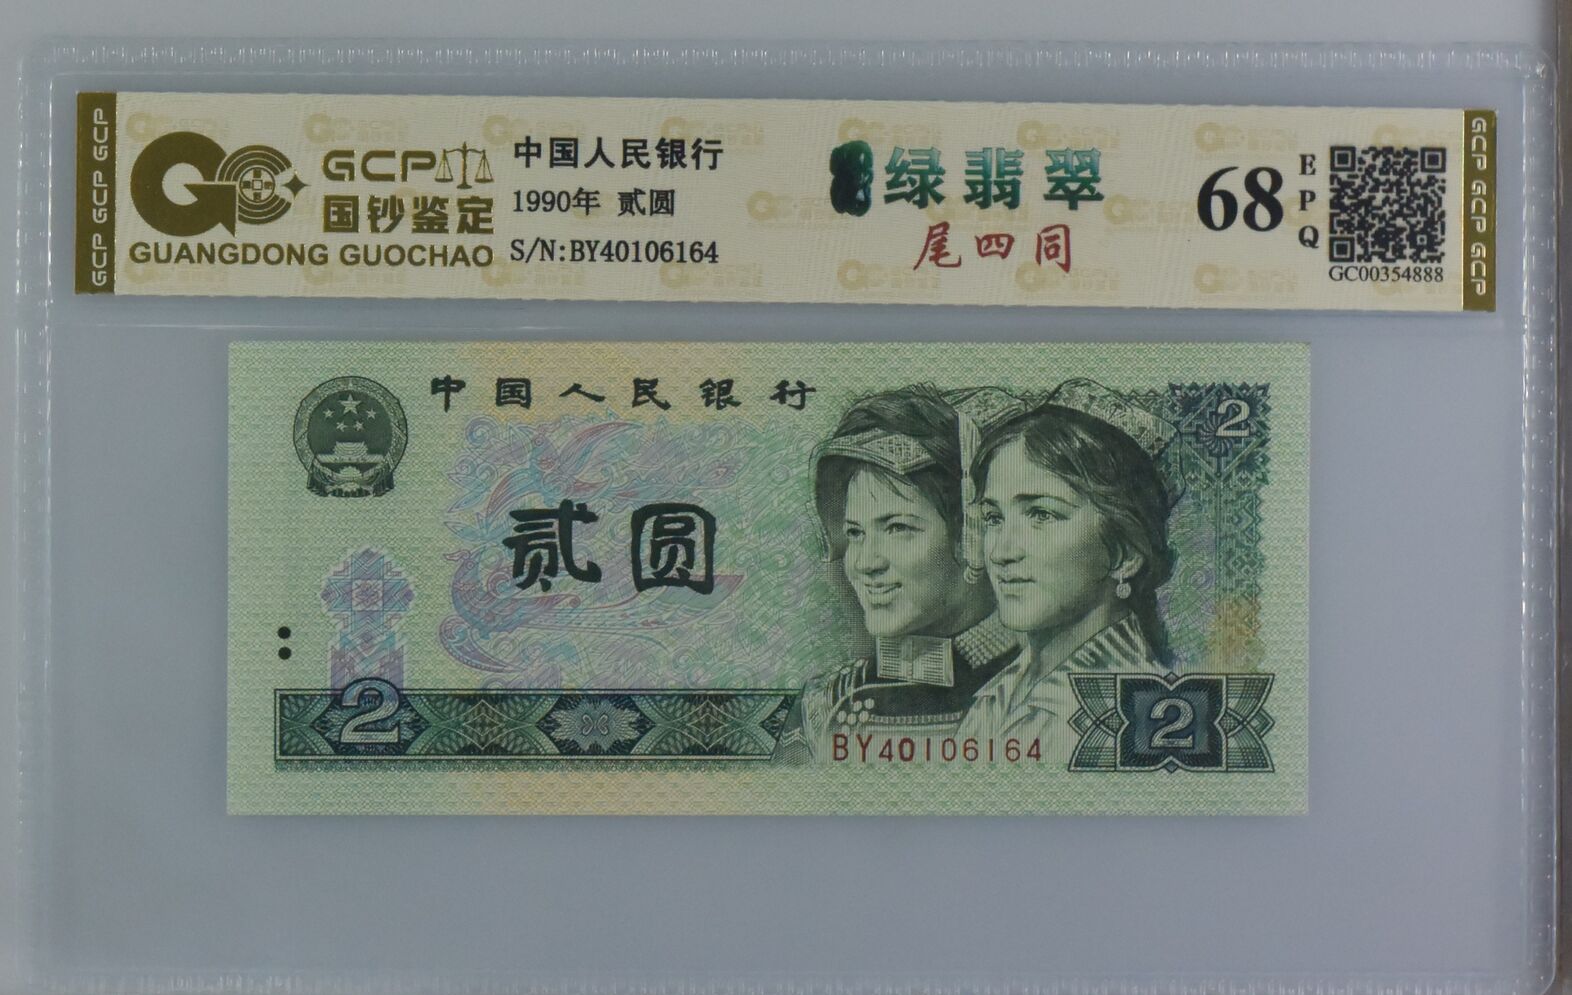 GCP GCP GCP
GCP
国钞鉴定
GUANGDONG GUOCHAO
中国人民银行
1990年 贰圆
S/N:BY40106164
绿翡翠
尾四同
68
EPQ
GC00354888
GCP GCP GCP
中国人民银行
2
贰圆
2
BY40106164
2